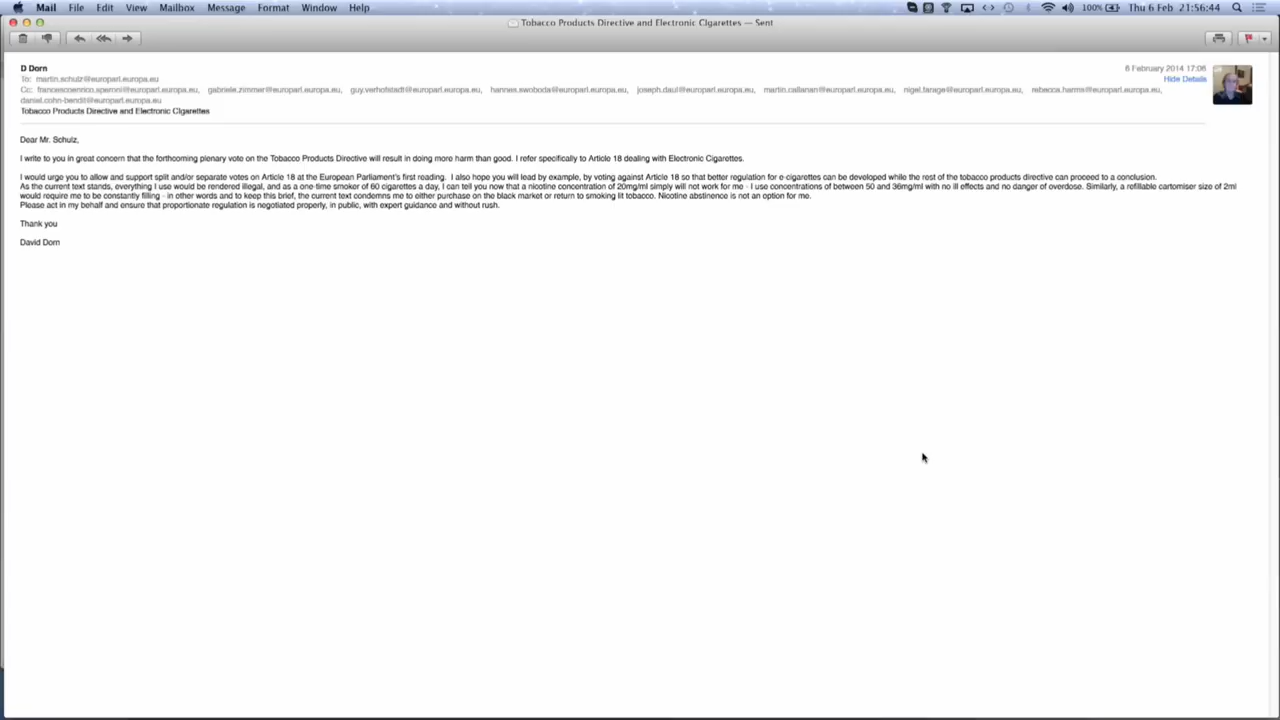 Mail File Edit View Mailbox Message Format Window Help 100% Thu 6 Feb 21:56:44
Tobacco Products Directive and Electronic Cigarettes — Sent
D Dorn 6 February 2014 17:06
To: martin.schulz@europarl.europa.eu Hide Details
Cc: francescoenrico.speroni@europarl.europa.eu, gabriele.zimmer@europarl.europa.eu, guy.verhofstadt@europarl.europa.eu, hannes.swoboda@europarl.europa.eu, joseph.daul@europarl.europa.eu, martin.callanan@europarl.europa.eu, nigel.farage@europarl.europa.eu, rebecca.harms@europarl.europa.eu,
daniel.cohn-bendit@europarl.europa.eu
Tobacco Products Directive and Electronic Cigarettes
Dear Mr. Schulz,
I write to you in great concern that the forthcoming plenary vote on the Tobacco Products Directive will result in doing more harm than good. I refer specifically to Article 18 dealing with Electronic Cigarettes.
I would urge you to allow and support split and/or separate votes on Article 18 at the European Parliament's first reading. I also hope you will lead by example, by voting against Article 18 so that better regulation for e-cigarettes can be developed while the rest of the tobacco products directive can proceed to a conclusion.
As the current text stands, everything I use would be rendered illegal, and as a one-time smoker of 60 cigarettes a day, I can tell you now that a nicotine concentration of 20mg/ml simply will not work for me - I use concentrations of between 50 and 36mg/ml with no ill effects and no danger of overdose. Similarly, a refillable cartomiser size of 2ml
would require me to be constantly filling - in other words and to keep this brief, the current text condemns me to either purchase on the black market or return to smoking lit tobacco. Nicotine abstinence is not an option for me.
Please act in my behalf and ensure that proportionate regulation is negotiated properly, in public, with expert guidance and without rush.
Thank you
David Dorn